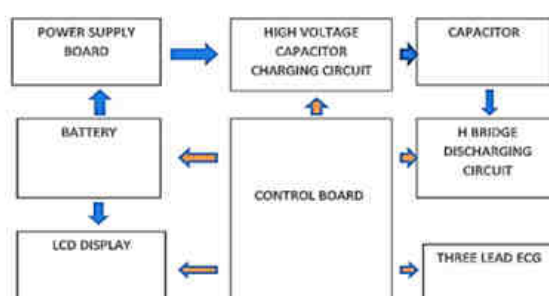 POWER SUPPLY
BOARD
HIGH VOLTAGE
CAPACITOR
CHARGING CIRCUIT
CAPACITOR
BATTERY
CONTROL BOARD
H BRIDGE
DISCHARGING
CIRCUIT
LCD DISPLAY
THREE LEAD ECG